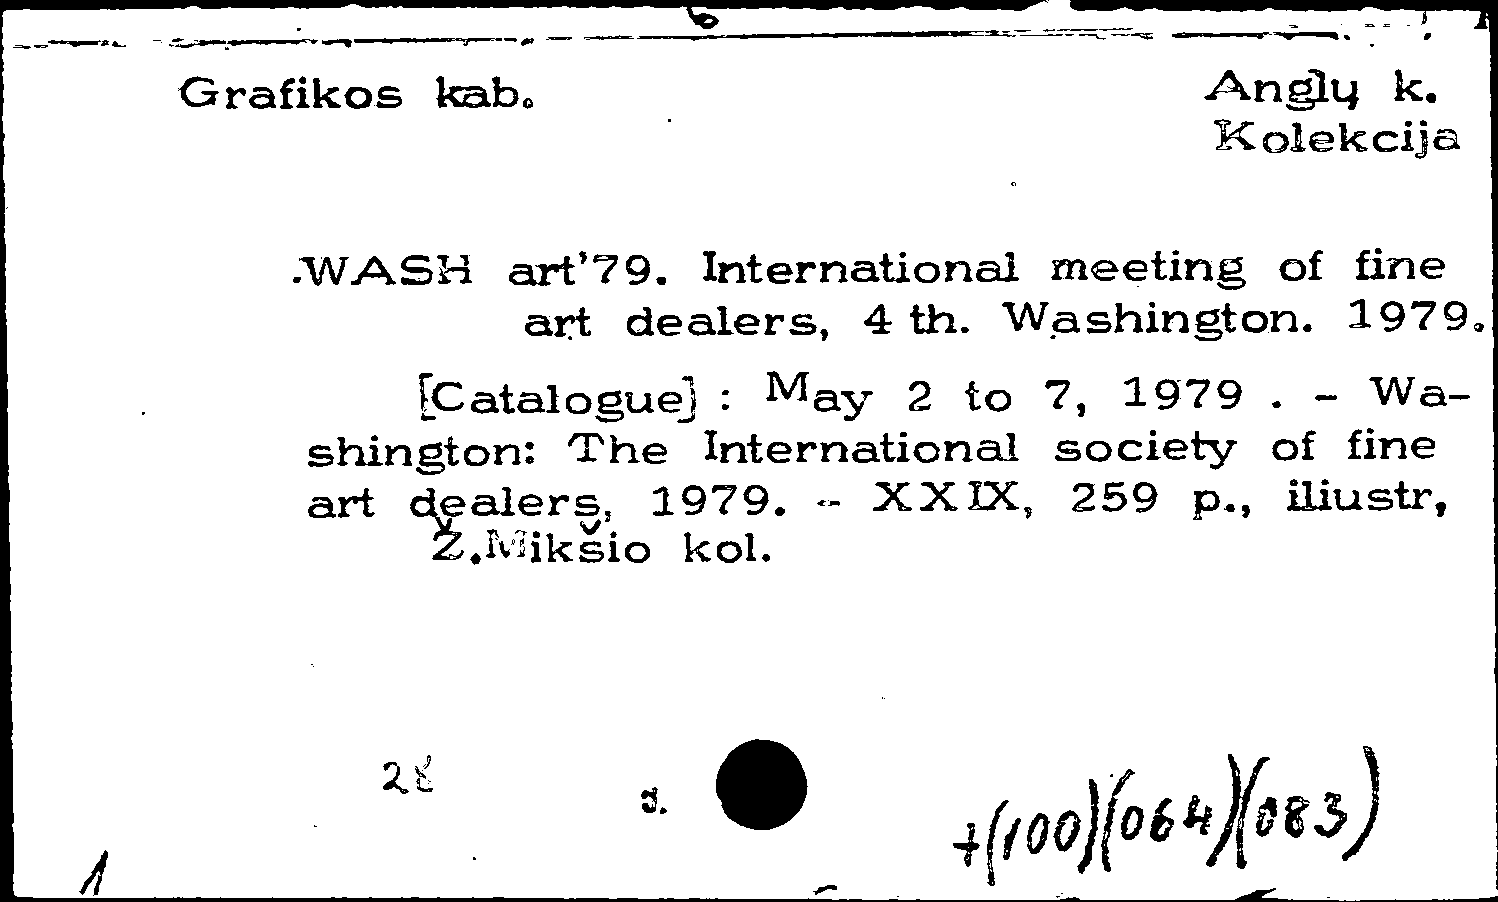 Grafikos kab.
Anglų k.
Kolekcija
WASH art'79. International meeting of fine
art dealers, 4 th. Washington. 1979.
[Catalogue] : May 2 to 7, 1979 . - Wa-
shington: The International society of fine
art dealers, 1979. - XXIX, 259 p., iliustr,
Ž.Mikšio kol.
28
+(100)(064)(083)
1